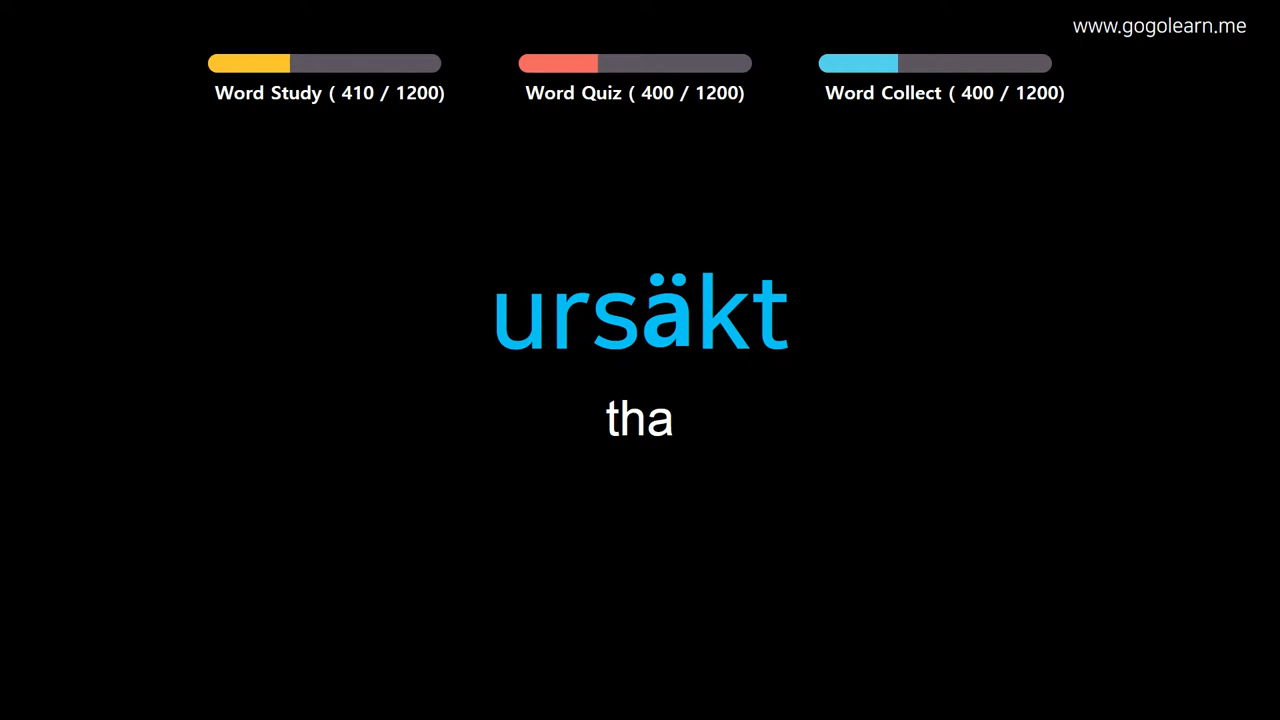 www.gogolearn.me
Word Study ( 410 / 1200)
Word Quiz ( 400 / 1200)
Word Collect ( 400 / 1200)
ursäkt
tha